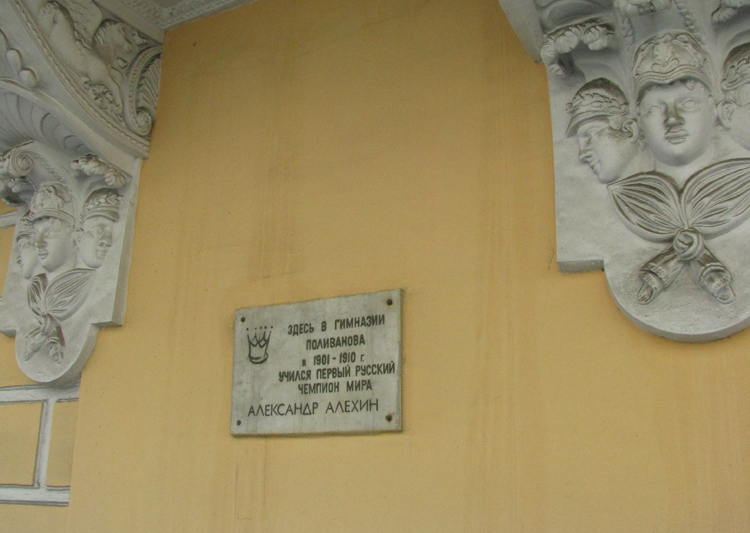 ЗДЕСЬ В ГИМНАЗИИ
ПОЛИВАНОВА
в 1901-1910 г.
УЧИЛСЯ ПЕРВЫЙ РУССКИЙ
ЧЕМПИОН МИРА
АЛЕКСАНДР АЛЕХИН